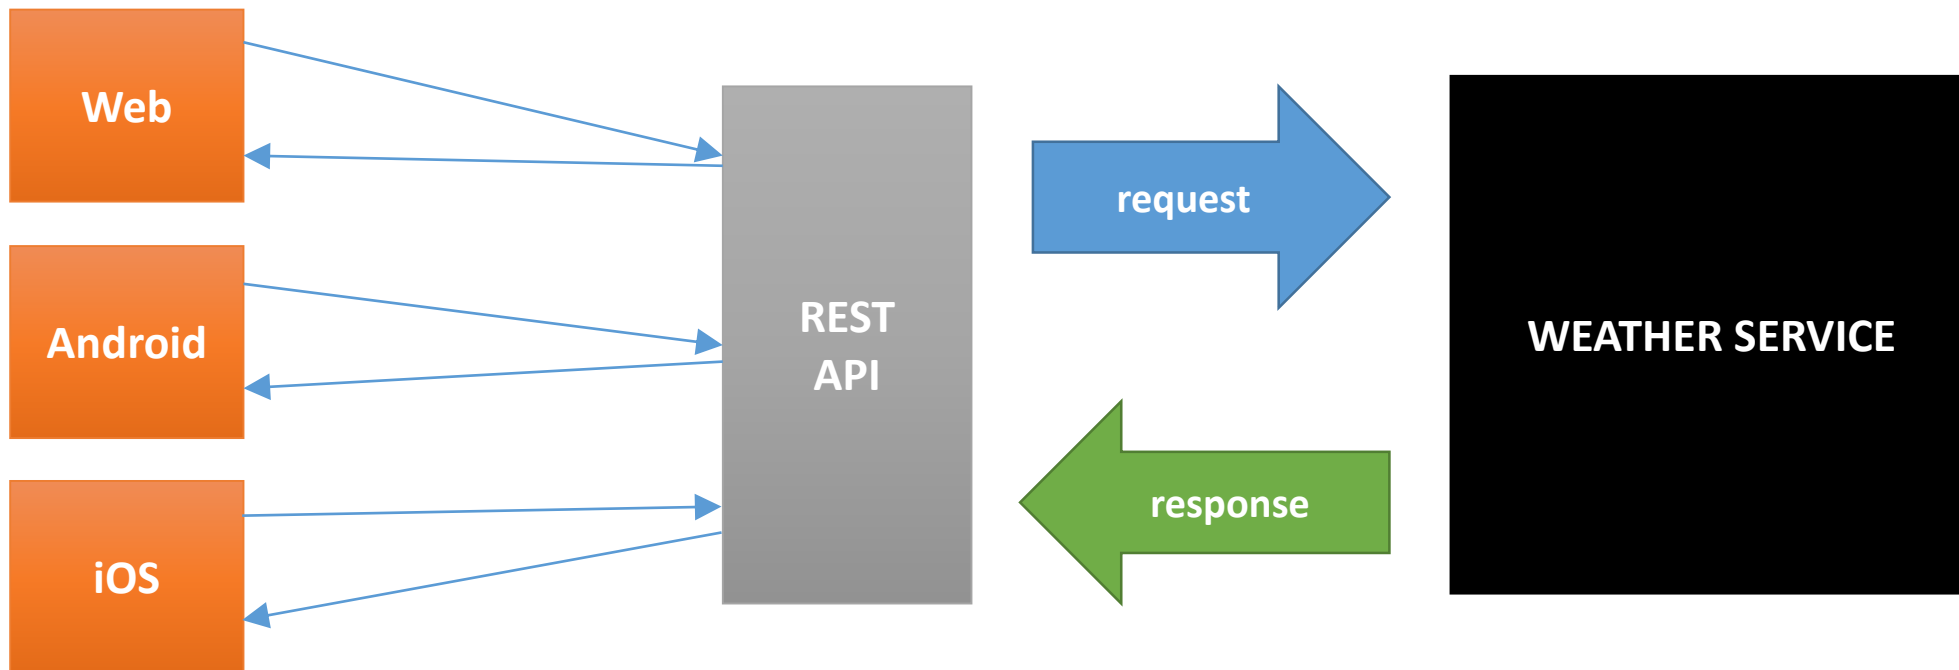 Web
Android
iOS
REST
API
request
response
WEATHER SERVICE